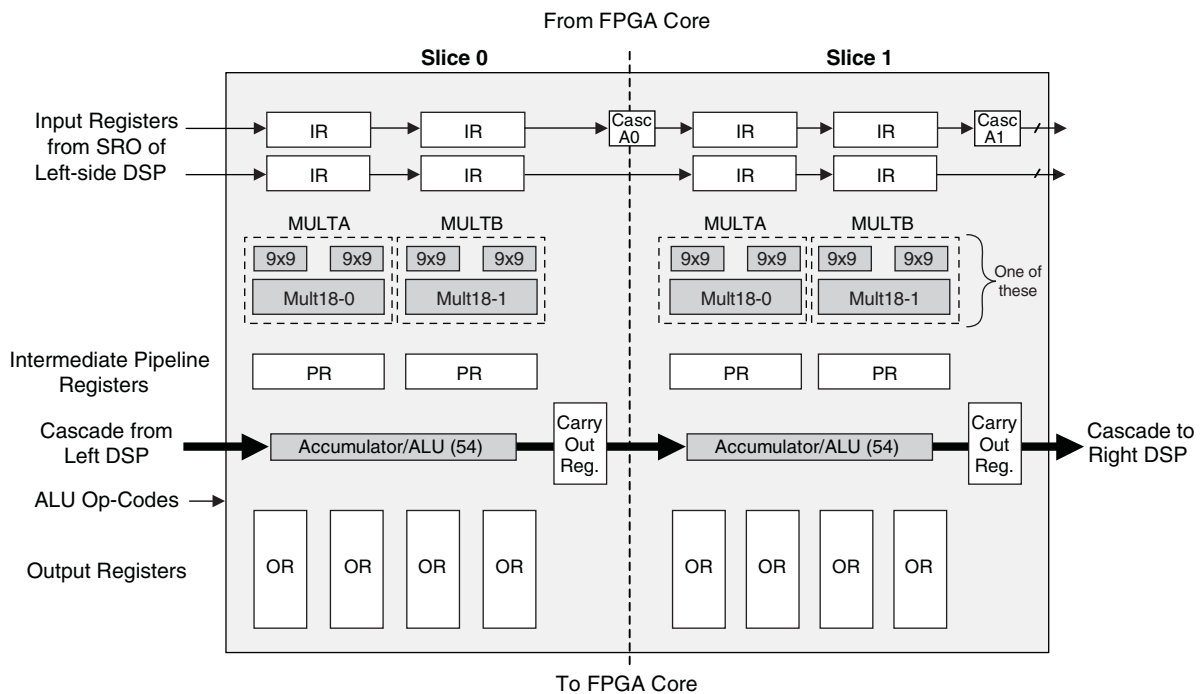 From FPGA Core
Slice 0
Slice 1
Input Registers
from SRO of
Left-side DSP
IR
IR
Casc
A0
IR
IR
Casc
A1
IR
IR
IR
IR
MULTA
MULTB
MULTA
MULTB
9x9
9x9
9x9
9x9
9x9
9x9
9x9
9x9
One of
these
Mult18-0
Mult18-1
Mult18-0
Mult18-1
Intermediate Pipeline
Registers
PR
PR
PR
PR
Cascade from
Left DSP
Accumulator/ALU (54)
Carry
Out
Reg.
Accumulator/ALU (54)
Carry
Out
Reg.
Cascade to
Right DSP
ALU Op-Codes
Output Registers
OR
OR
OR
OR
OR
OR
OR
OR
To FPGA Core